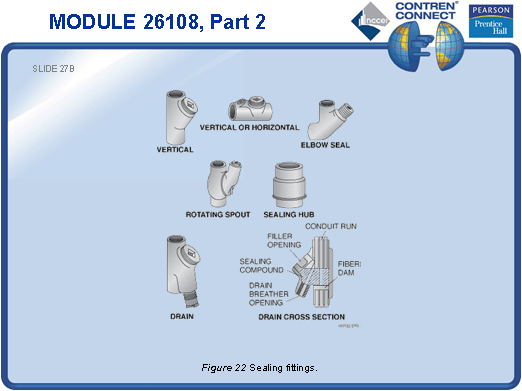 MODULE 26108, Part 2
nccer
CONTREN®
CONNECT
PEARSON
Prentice
Hall
SLIDE 27B
VERTICAL
VERTICAL OR HORIZONTAL
ELBOW SEAL
ROTATING SPOUT
SEALING HUB
DRAIN
CONDUIT RUN
FILLER
OPENING
SEALING
COMPOUND
FIBER
DAM
DRAIN
BREATHER
OPENING
DRAIN CROSS SECTION
Figure 22 Sealing fittings.